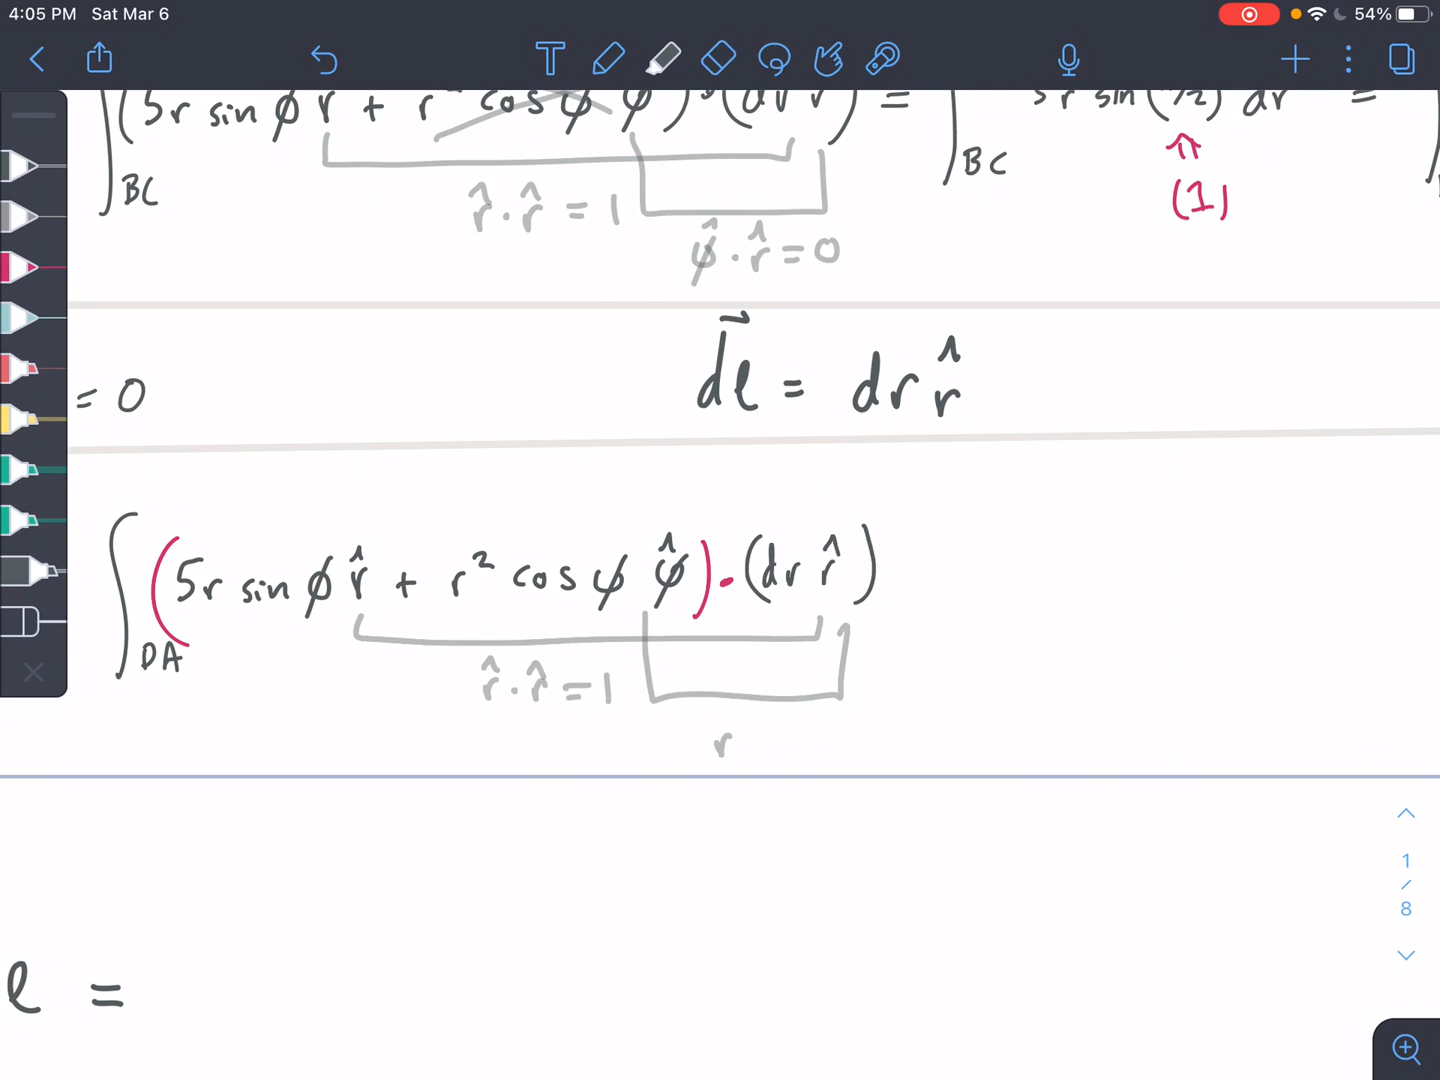 4:05 PM Sat Mar 6
54%
∫BC (5r sin ϕ r̂ + r² cos ϕ ϕ̂) · (dr r̂) = ∫BC 5r sin (π/2) dr =
(1)
r̂ · r̂ = 1
ϕ̂ · r̂ = 0
= 0
dℓ⃗ = dr r̂
∫DA (5r sin ϕ r̂ + r² cos ϕ ϕ̂) · (dr r̂)
r̂ · r̂ = 1
r
1
/
8
ℓ =